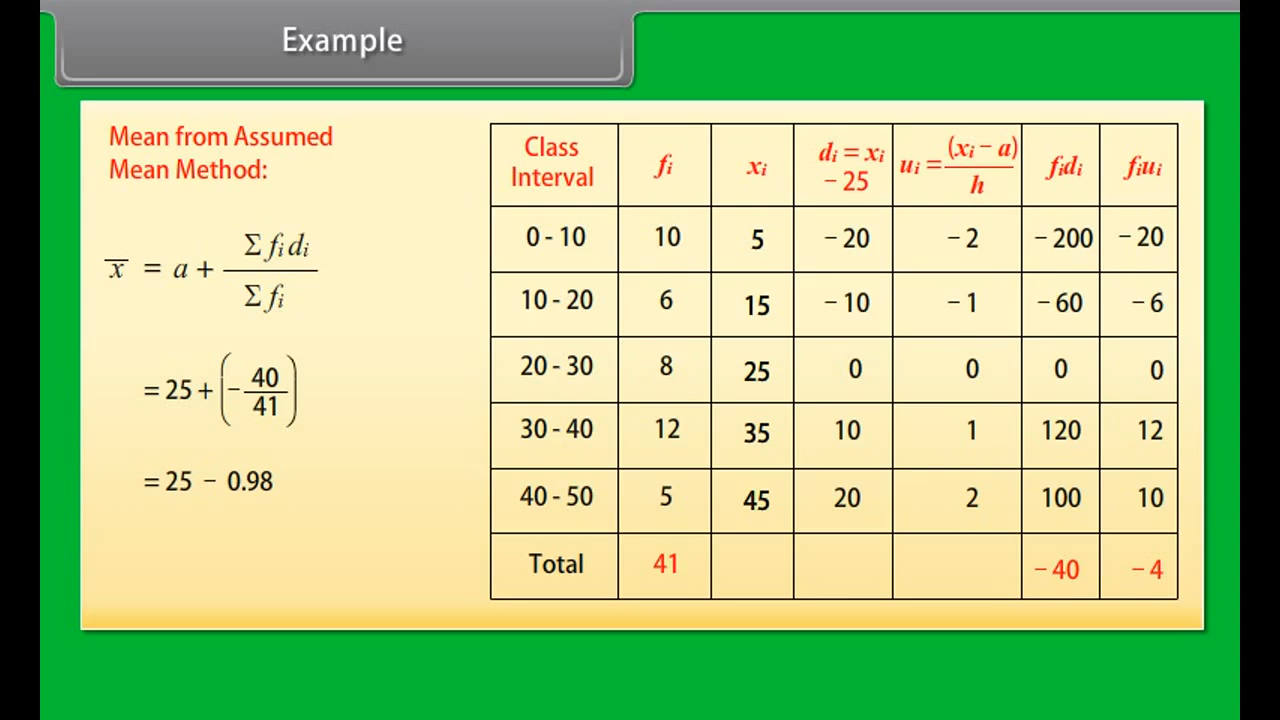 Example
Mean from Assumed
Mean Method:
x̅ = a + Σ fᵢdᵢ / Σ fᵢ
= 25 + (− 40/41)
= 25 − 0.98
Class Interval fᵢ xᵢ dᵢ = xᵢ − 25 uᵢ = (xᵢ − a)/h fᵢdᵢ fᵢuᵢ
0 - 10 10 5 − 20 − 2 − 200 − 20
10 - 20 6 15 − 10 − 1 − 60 − 6
20 - 30 8 25 0 0 0 0
30 - 40 12 35 10 1 120 12
40 - 50 5 45 20 2 100 10
Total 41 − 40 − 4